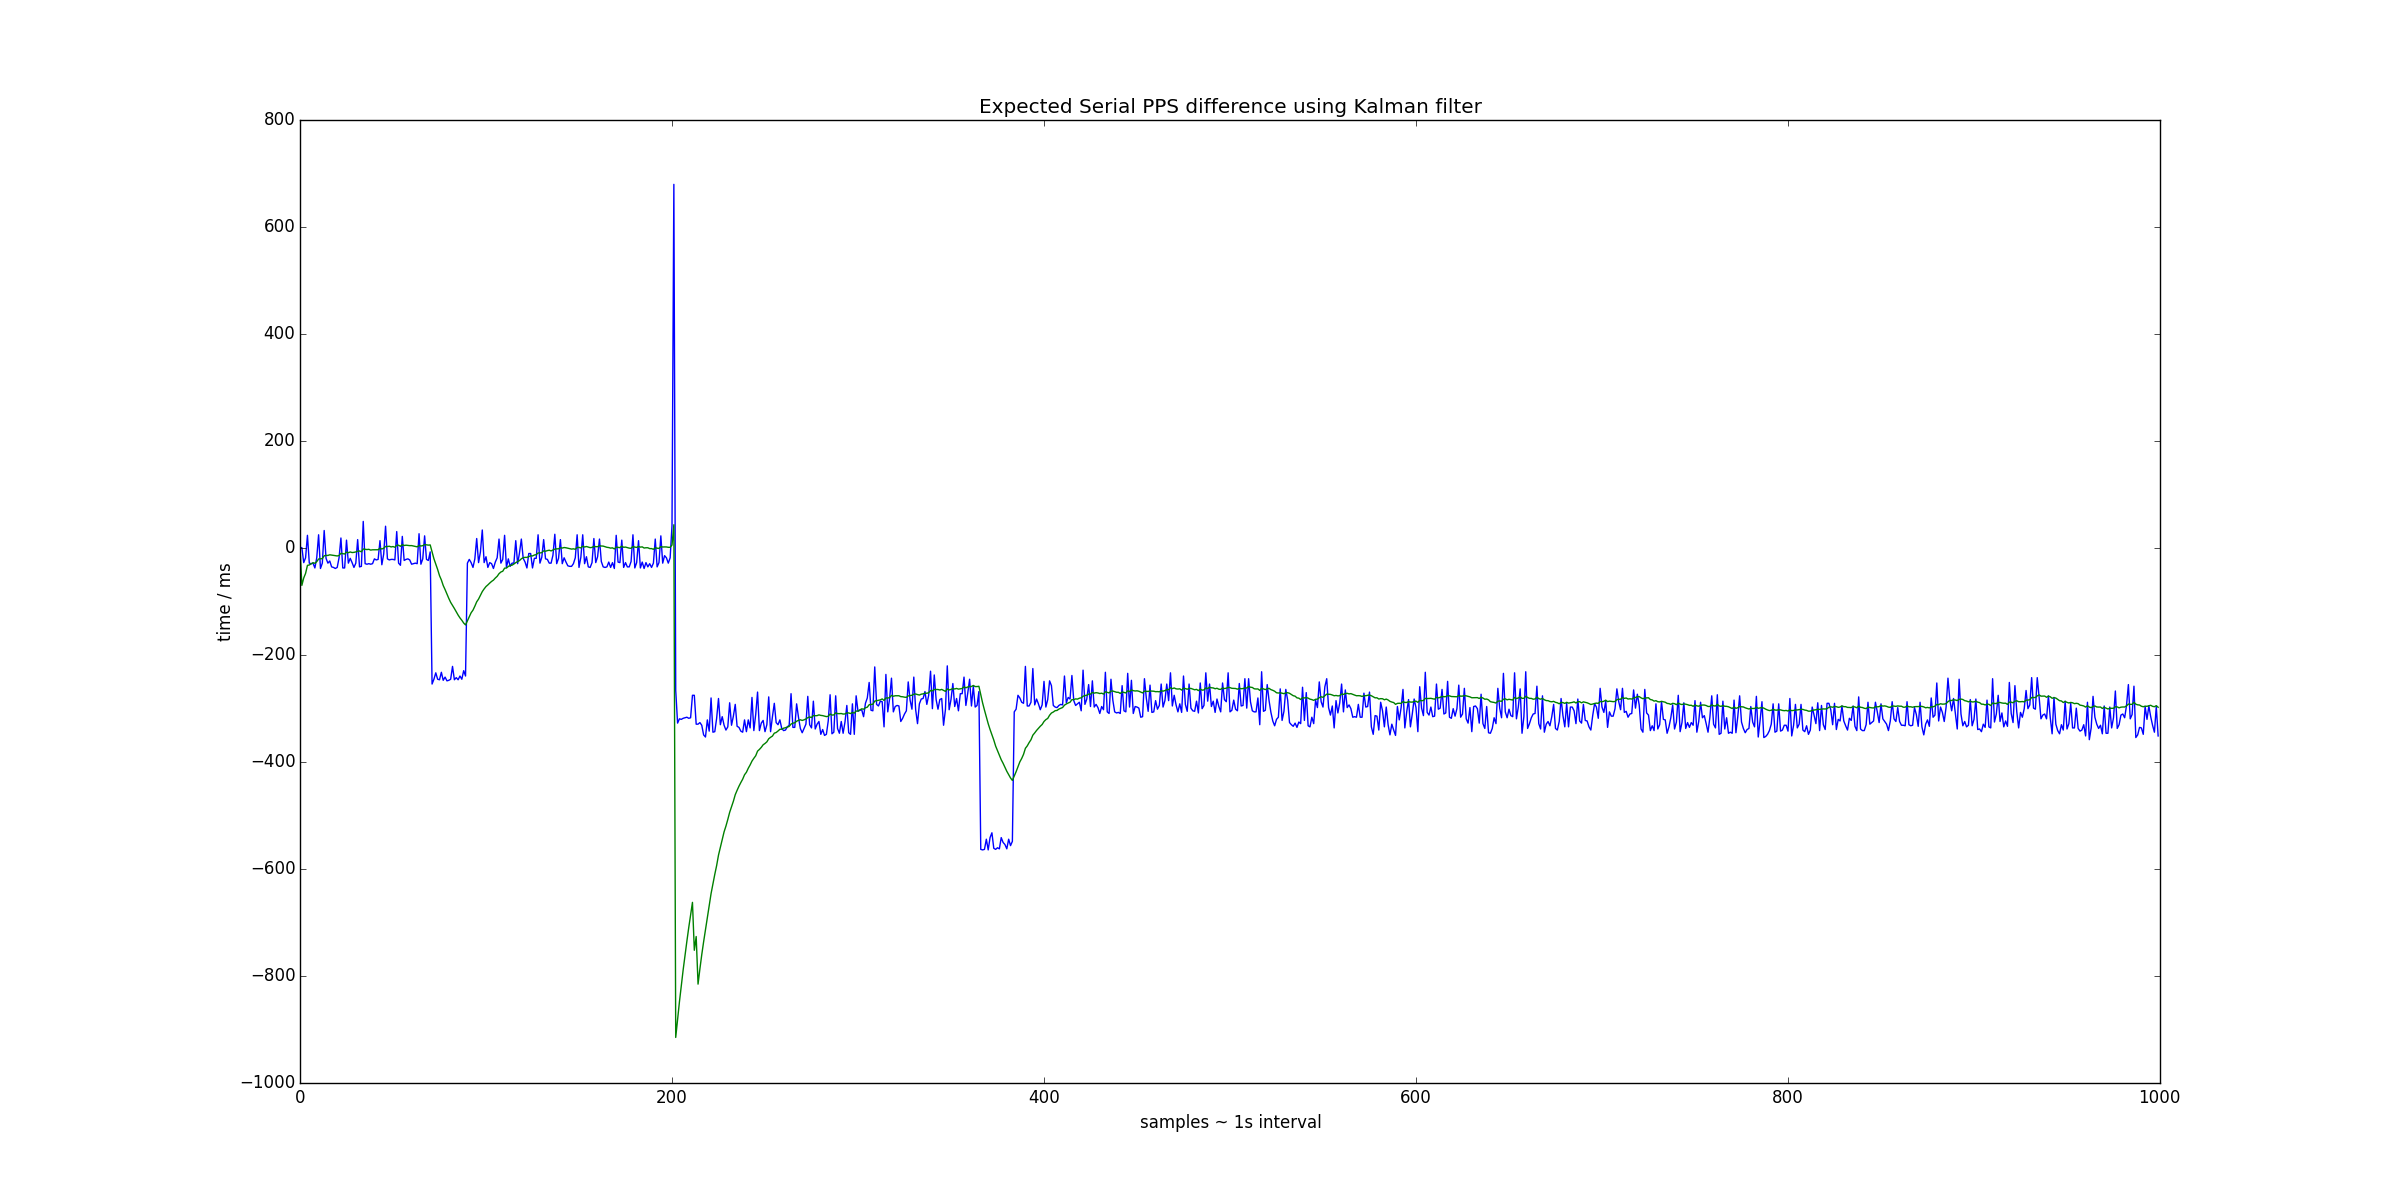 Expected Serial PPS difference using Kalman filter
800
600
400
200
0
−200
−400
−600
−800
−1000
time / ms
0 200 400 600 800 1000
samples ~ 1s interval